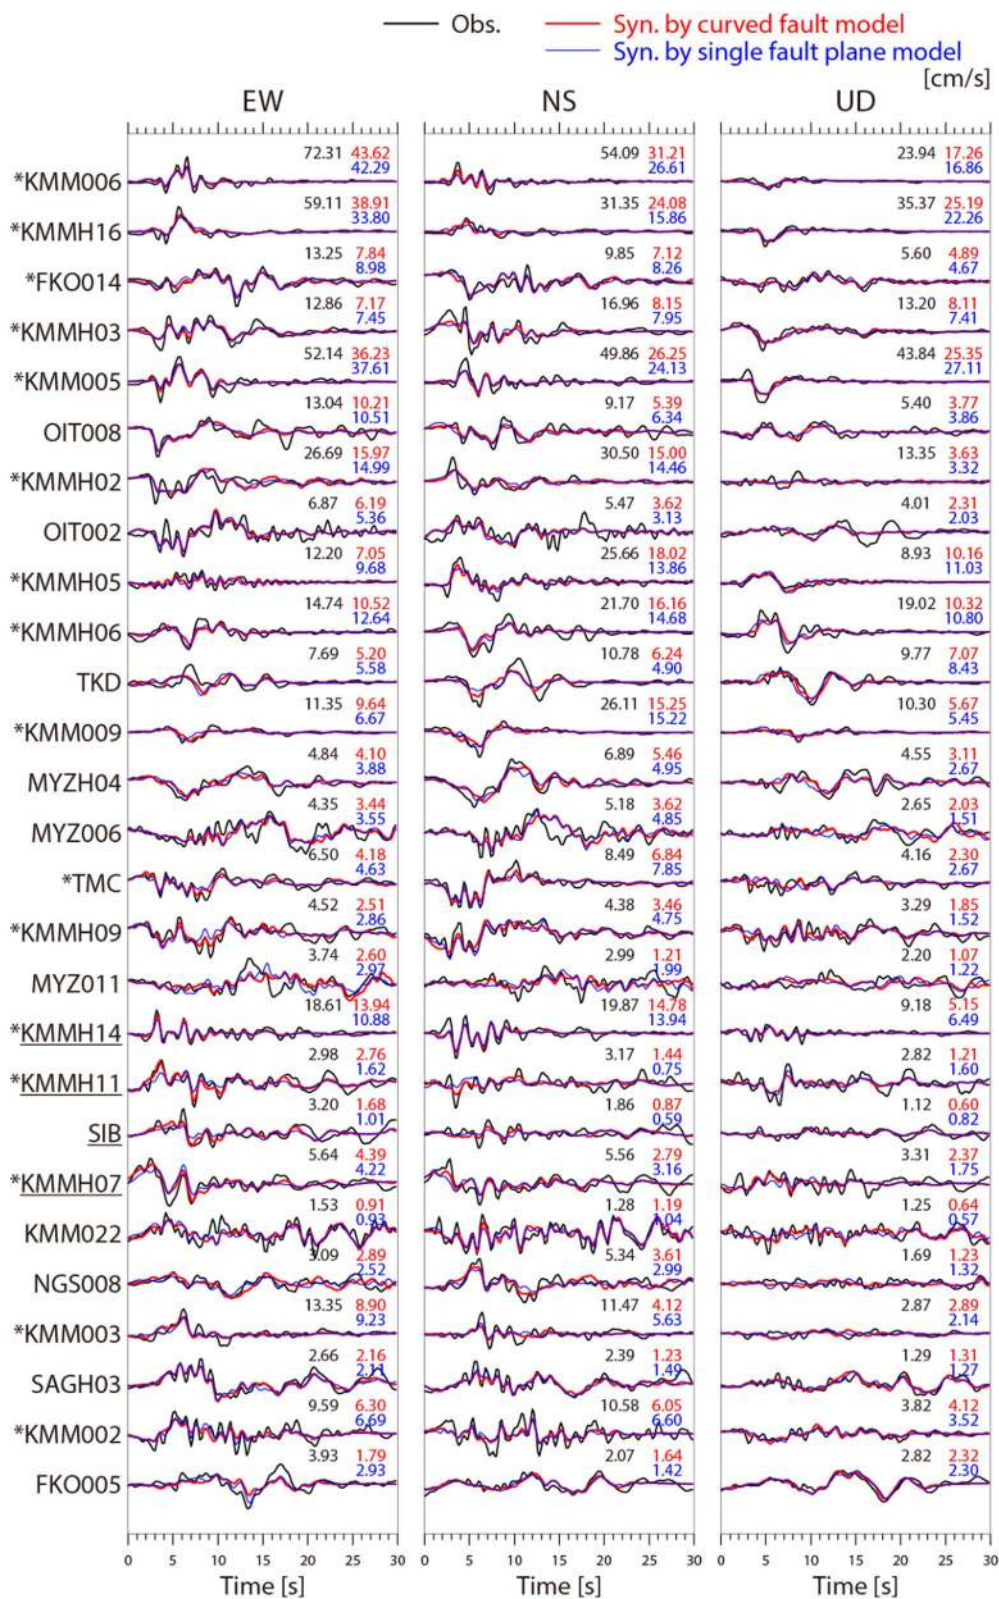 Obs. Syn. by curved fault model
Syn. by single fault plane model
[cm/s]
EW NS UD
72.31 43.62 54.09 31.21 23.94 17.26
*KMM006 42.29 26.61 16.86
59.11 38.91 31.35 24.08 35.37 25.19
*KMMH16 33.80 15.86 22.26
13.25 7.84 9.85 7.12 5.60 4.89
*FKO014 8.98 8.26 4.67
12.86 7.17 16.96 8.15 13.20 8.11
*KMMH03 7.45 7.95 7.41
52.14 36.23 49.86 26.25 43.84 25.35
*KMM005 37.61 24.13 27.11
13.04 10.21 9.17 5.39 5.40 3.77
OIT008 10.51 6.34 3.86
26.69 15.97 30.50 15.00 13.35 3.63
*KMMH02 14.99 14.46 3.32
6.87 6.19 5.47 3.62 4.01 2.31
OIT002 5.36 3.13 2.03
12.20 7.05 25.66 18.02 8.93 10.16
*KMMH05 9.68 13.86 11.03
14.74 10.52 21.70 16.16 19.02 10.32
*KMMH06 12.64 14.68 10.80
7.69 5.20 10.78 6.24 9.77 7.07
TKD 5.58 4.90 8.43
11.35 9.64 26.11 15.25 10.30 5.67
*KMM009 6.67 15.22 5.45
4.84 4.10 6.89 5.46 4.55 3.11
MYZH04 3.88 4.95 2.67
4.35 3.44 5.18 3.62 2.65 2.03
MYZ006 3.55 4.85 1.51
6.50 4.18 8.49 6.84 4.16 2.30
*TMC 4.63 7.85 2.67
4.52 2.51 4.38 3.46 3.29 1.85
*KMMH09 2.86 4.75 1.52
3.74 2.60 2.99 1.21 2.20 1.07
MYZ011 2.97 1.99 1.22
18.61 13.94 19.87 14.78 9.18 5.15
*KMMH14 10.88 13.94 6.49
2.98 2.76 3.17 1.44 2.82 1.21
*KMMH11 1.62 0.75 1.60
3.20 1.68 1.86 0.87 1.12 0.60
SIB 1.01 0.59 0.82
5.64 4.39 5.56 2.79 3.31 2.37
*KMMH07 4.22 3.16 1.75
1.53 0.91 1.28 1.19 1.25 0.64
KMM022 0.93 1.04 0.57
3.09 2.89 5.34 3.61 1.69 1.23
NGS008 2.52 2.99 1.32
13.35 8.90 11.47 4.12 2.87 2.89
*KMM003 9.23 5.63 2.14
2.66 2.16 2.39 1.23 1.29 1.31
SAGH03 2.11 1.49 1.27
9.59 6.30 10.58 6.05 3.82 4.12
*KMM002 6.69 6.60 3.52
3.93 1.79 2.07 1.64 2.82 2.32
FKO005 2.93 1.42 2.30
0 5 10 15 20 25 30 0 5 10 15 20 25 30 0 5 10 15 20 25 30
Time [s] Time [s] Time [s]